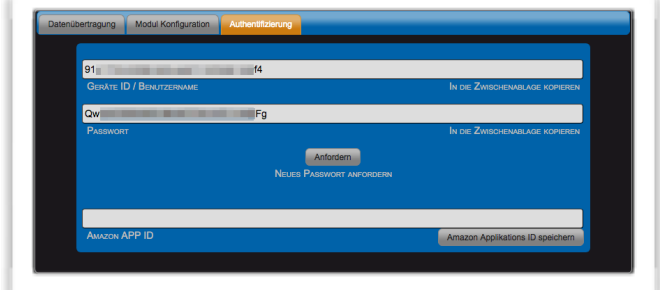 Datenübertragung Modul Konfiguration Authentifizierung
91 f4
GERÄTE ID / BENUTZERNAME IN DIE ZWISCHENABLAGE KOPIEREN
Qw Fg
PASSWORT IN DIE ZWISCHENABLAGE KOPIEREN
Anfordern
NEUES PASSWORT ANFORDERN
AMAZON APP ID Amazon Applikations ID speichern